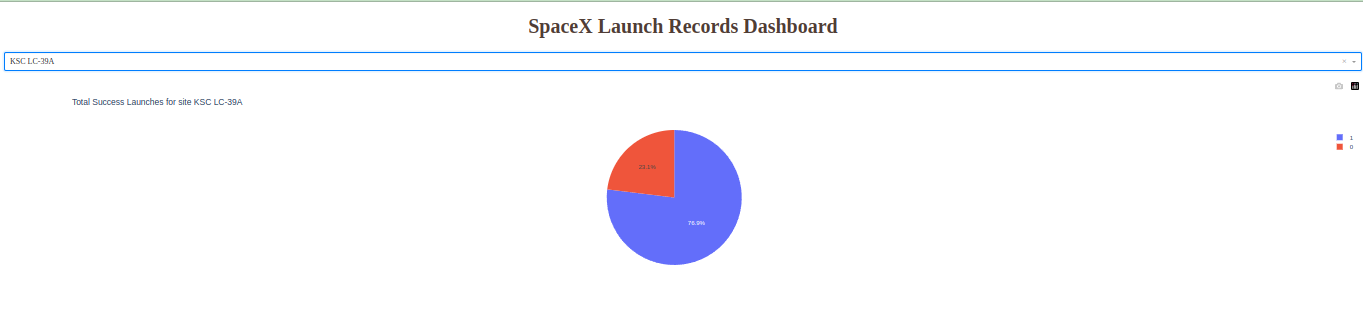 SpaceX Launch Records Dashboard
KSC LC-39A
Total Success Launches for site KSC LC-39A
1
0
23.1%
76.9%